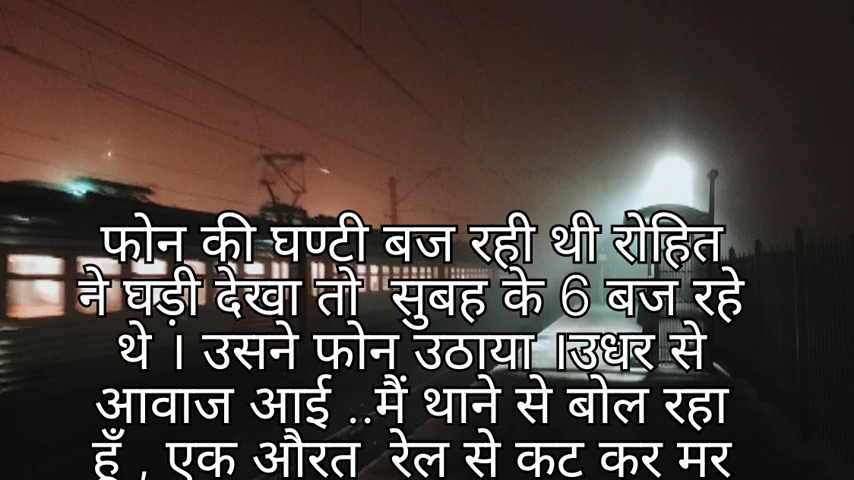 फोन की घण्टी बज रही थी रोहित
ने घड़ी देखा तो सुबह के 6 बज रहे
थे । उसने फोन उठाया ।उधर से
आवाज आई ..मैं थाने से बोल रहा
हूँ , एक औरत रेल से कट कर मर